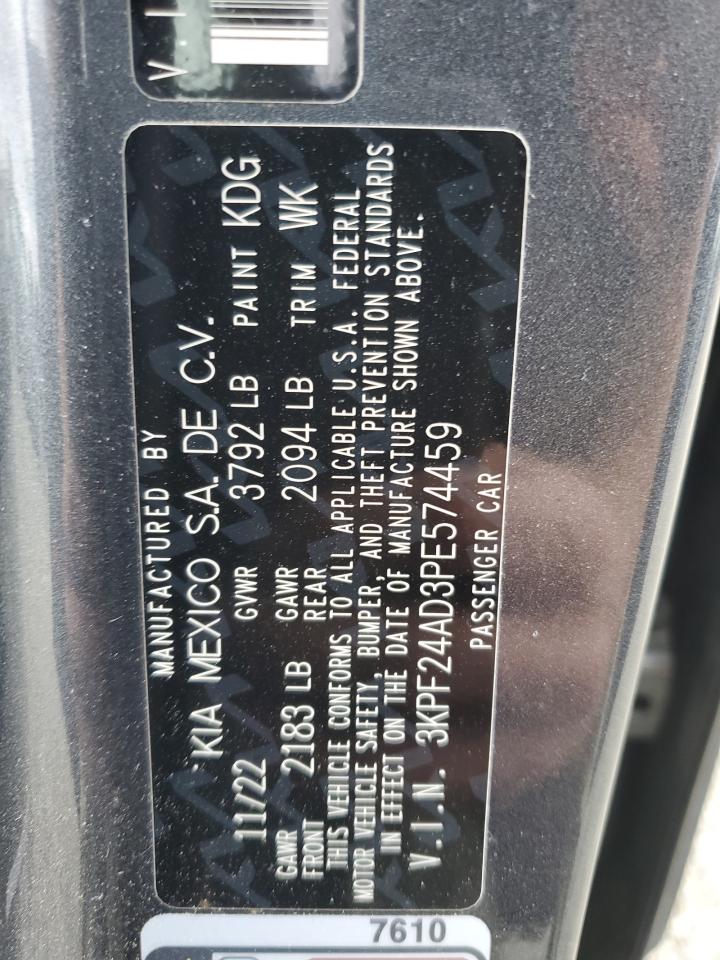 V.I
MANUFACTURED BY
KIA MEXICO S.A. DE C.V.
11/22 GVWR 3792 LB PAINT KDG
GAWR FRONT 2183 LB GAWR REAR 2094 LB TRIM WK
THIS VEHICLE CONFORMS TO ALL APPLICABLE U.S.A. FEDERAL
MOTOR VEHICLE SAFETY, BUMPER, AND THEFT PREVENTION STANDARDS
IN EFFECT ON THE DATE OF MANUFACTURE SHOWN ABOVE.
V.I.N. 3KPF24AD3PE574459
PASSENGER CAR
7610